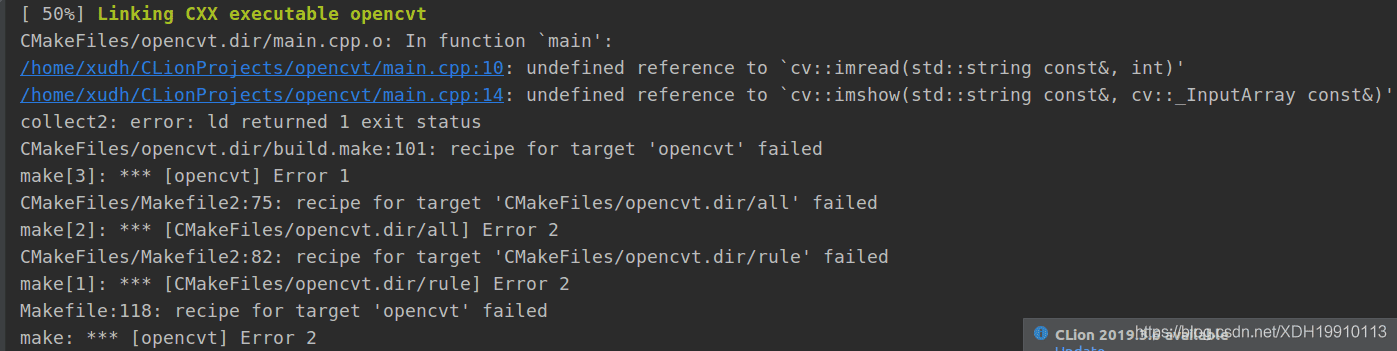 [ 50%] Linking CXX executable opencvt
CMakeFiles/opencvt.dir/main.cpp.o: In function `main':
/home/xudh/CLionProjects/opencvt/main.cpp:10: undefined reference to `cv::imread(std::string const&, int)'
/home/xudh/CLionProjects/opencvt/main.cpp:14: undefined reference to `cv::imshow(std::string const&, cv::_InputArray const&)'
collect2: error: ld returned 1 exit status
CMakeFiles/opencvt.dir/build.make:101: recipe for target 'opencvt' failed
make[3]: *** [opencvt] Error 1
CMakeFiles/Makefile2:75: recipe for target 'CMakeFiles/opencvt.dir/all' failed
make[2]: *** [CMakeFiles/opencvt.dir/all] Error 2
CMakeFiles/Makefile2:82: recipe for target 'CMakeFiles/opencvt.dir/rule' failed
make[1]: *** [CMakeFiles/opencvt.dir/rule] Error 2
Makefile:118: recipe for target 'opencvt' failed
make: *** [opencvt] Error 2
CLion 2019.3.6 available
https://blog.csdn.net/XDH19910113
Update